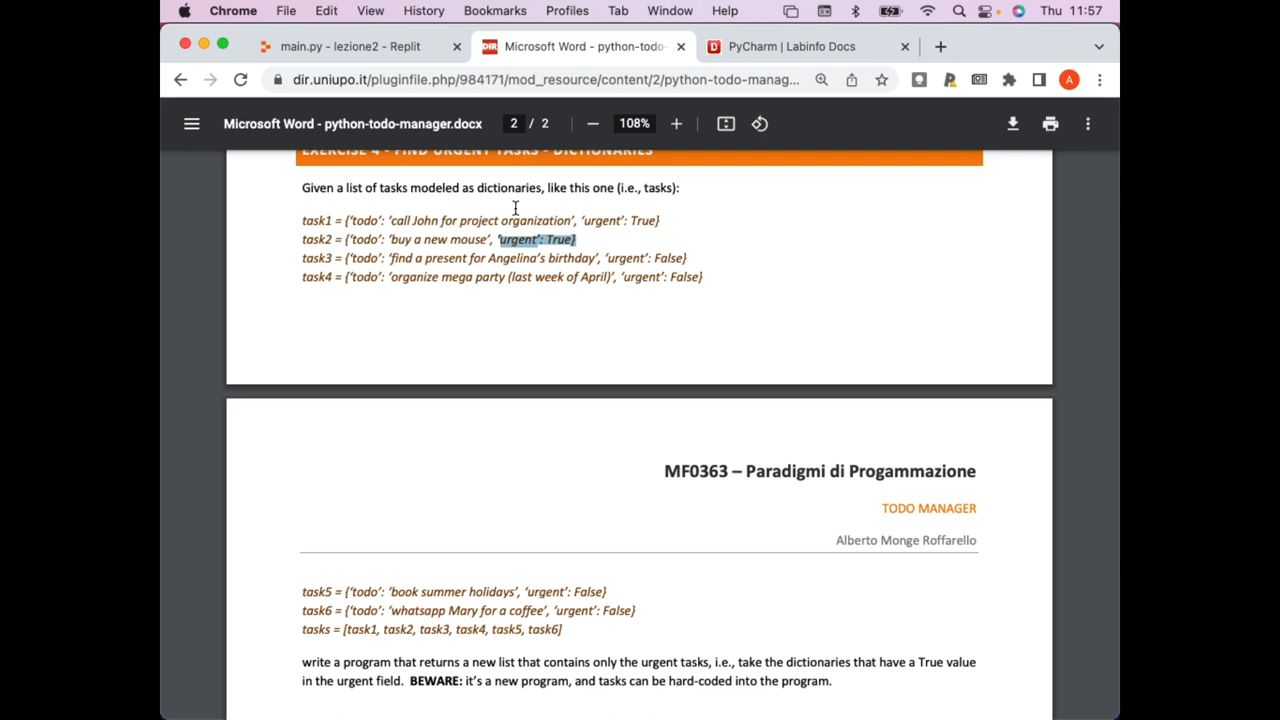 Chrome File Edit View History Bookmarks Profiles Tab Window Help Thu 11:57
main.py - lezione2 - Replit
DIR Microsoft Word - python-todo-
PyCharm | Labinfo Docs
dir.uniupo.it/pluginfile.php/984171/mod_resource/content/2/python-todo-manag...
A
Microsoft Word - python-todo-manager.docx 2 / 2 108%
EXERCISE 4 - FIND URGENT TASKS - DICTIONARIES
Given a list of tasks modeled as dictionaries, like this one (i.e., tasks):
task1 = {‘todo’: ‘call John for project organization’, ‘urgent’: True}
task2 = {‘todo’: ‘buy a new mouse’, ‘urgent’: True}
task3 = {‘todo’: ‘find a present for Angelina’s birthday’, ‘urgent’: False}
task4 = {‘todo’: ‘organize mega party (last week of April)’, ‘urgent’: False}
MF0363 – Paradigmi di Progammazione
TODO MANAGER
Alberto Monge Roffarello
task5 = {‘todo’: ‘book summer holidays’, ‘urgent’: False}
task6 = {‘todo’: ‘whatsapp Mary for a coffee’, ‘urgent’: False}
tasks = [task1, task2, task3, task4, task5, task6]
write a program that returns a new list that contains only the urgent tasks, i.e., take the dictionaries that have a True value
in the urgent field. BEWARE: it’s a new program, and tasks can be hard-coded into the program.